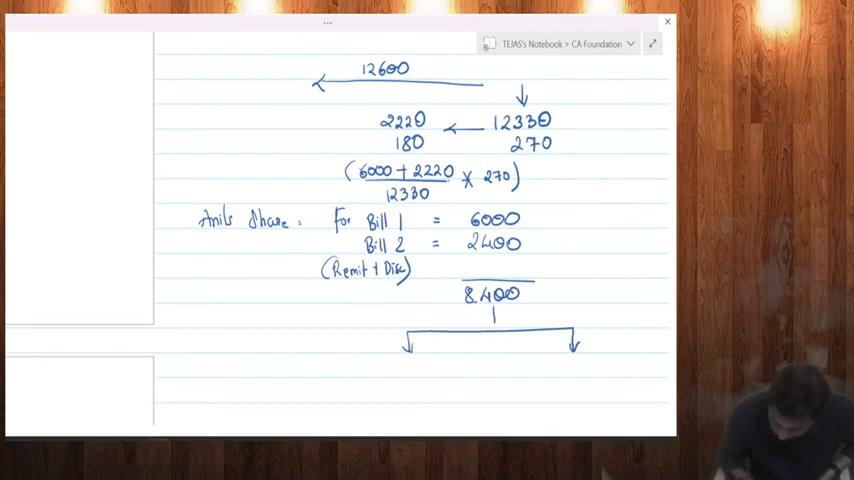 ...
TEJAS's Notebook > CA Foundation
12600
2220 12330
180 270
(6000 + 2220
12330 * 270)
Anils Share : For Bill 1 = 6000
Bill 2 = 2400
(Remit + Disc)
8.400